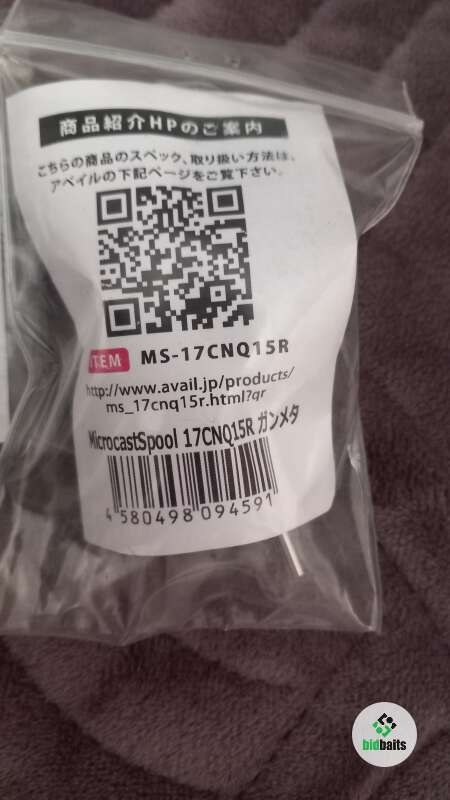 商品紹介HPのご案内
こちらの商品のスペック、取り扱い方法は、
アベイルの下記ページをご覧下さい。
ITEM MS-17CNQ15R
http://www.avail.jp/products/
ms_17cnq15r.html?qr
MicrocastSpool 17CNQ15R ガンメタ
4 580498 094591
bidbaits